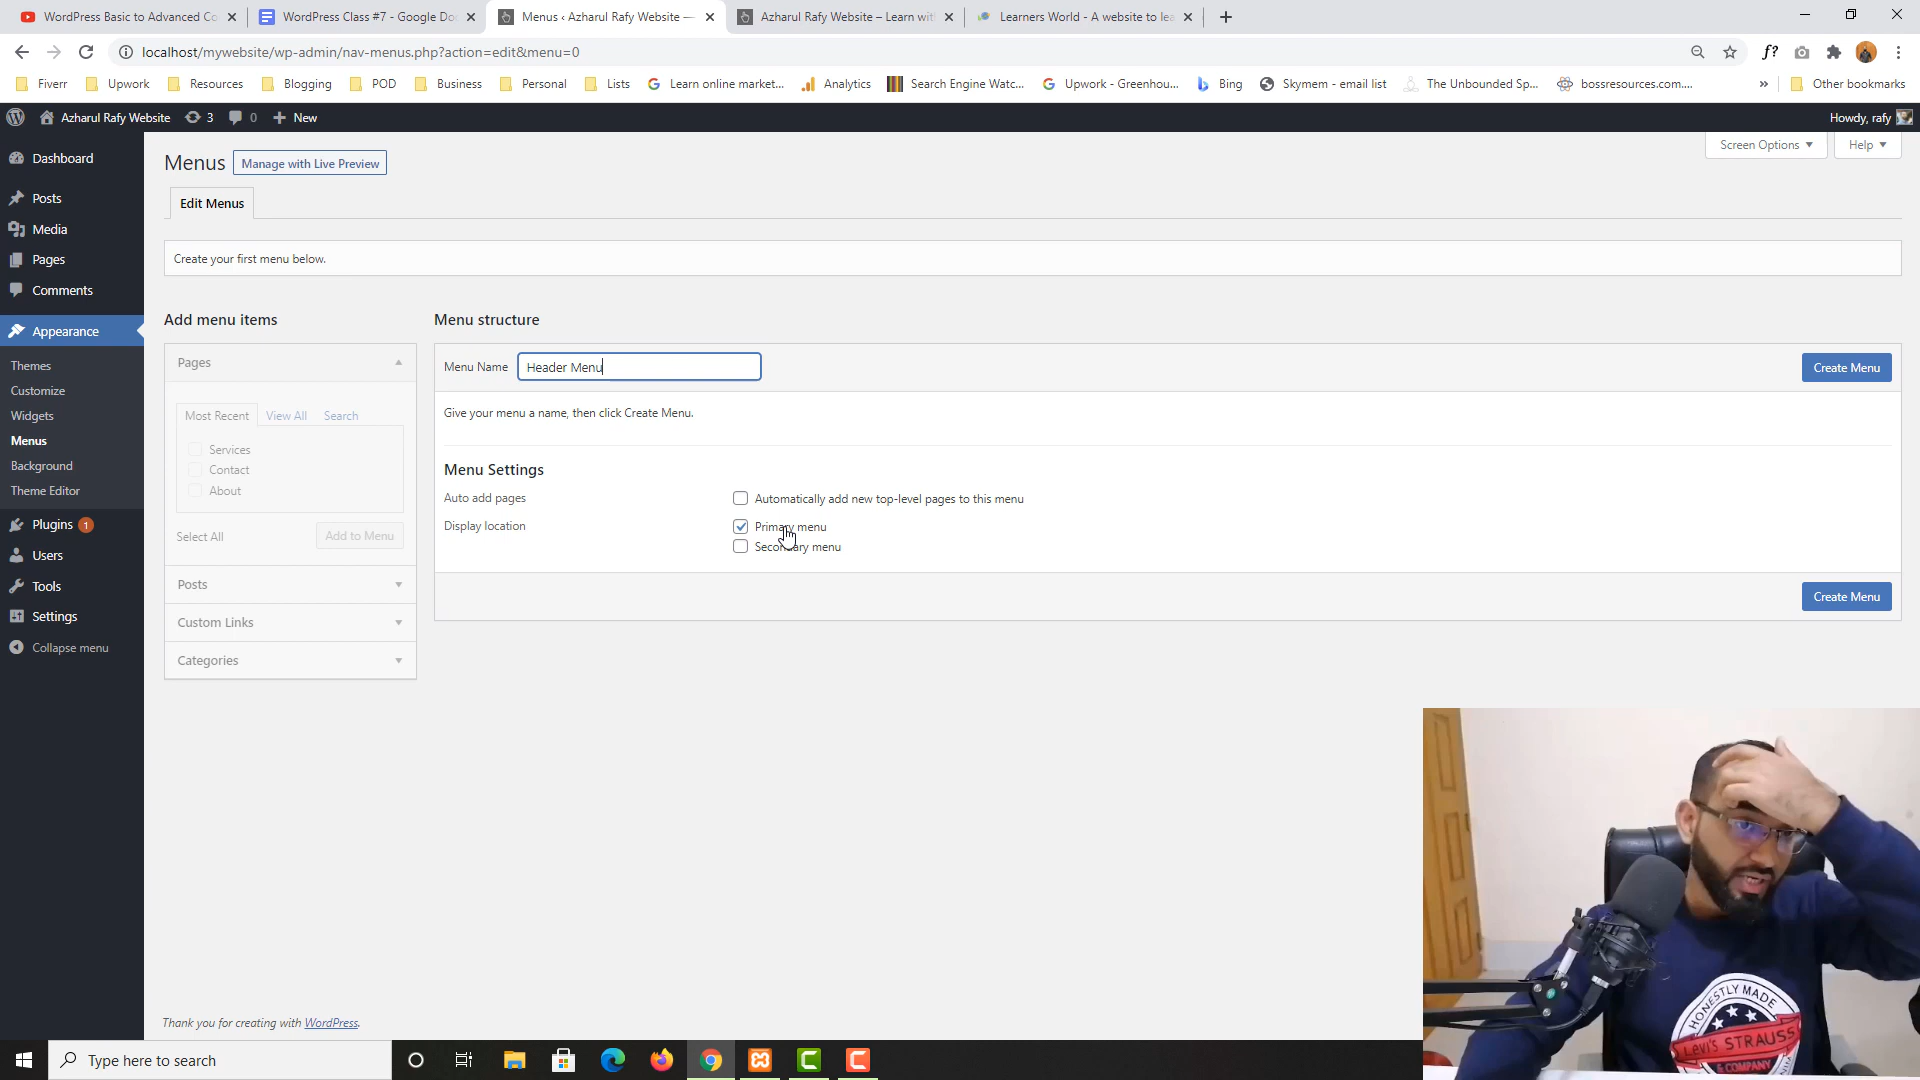 WordPress Basic to Advanced Co
WordPress Class #7 - Google Do
Menus ‹ Azharul Rafy Website —
Azharul Rafy Website – Learn wit
Learners World - A website to lea
localhost/mywebsite/wp-admin/nav-menus.php?action=edit&menu=0
Fiverr
Upwork
Resources
Blogging
POD
Business
Personal
Lists
Learn online market...
Analytics
Search Engine Watc...
Upwork - Greenhou...
Bing
Skymem - email list
The Unbounded Sp...
bossresources.com....
Other bookmarks
Azharul Rafy Website
3
0
New
Howdy, rafy
Dashboard
Posts
Media
Pages
Comments
Appearance
Themes
Customize
Widgets
Menus
Background
Theme Editor
Plugins 1
Users
Tools
Settings
Collapse menu
Menus
Manage with Live Preview
Screen Options
Help
Edit Menus
Create your first menu below.
Add menu items
Pages
Most Recent
View All
Search
Services
Contact
About
Select All
Add to Menu
Posts
Custom Links
Categories
Menu structure
Menu Name
Header Menu
Create Menu
Give your menu a name, then click Create Menu.
Menu Settings
Auto add pages
Automatically add new top-level pages to this menu
Display location
Primary menu
Secondary menu
Create Menu
Thank you for creating with WordPress.
HONESTLY MADE
LEVI'S STRAUSS
& COMPANY
Type here to search